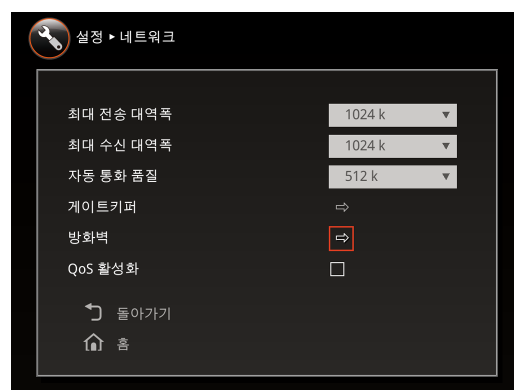 설정 ▸ 네트워크
최대 전송 대역폭 1024 k
최대 수신 대역폭 1024 k
자동 통화 품질 512 k
게이트키퍼
방화벽
QoS 활성화
돌아가기
홈